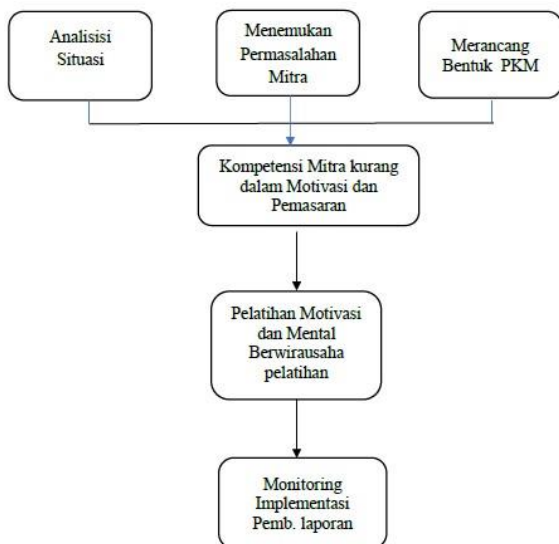 Analisisi
Situasi
Menemukan
Permasalahan
Mitra
Merancang
Bentuk PKM
Kompetensi Mitra kurang
dalam Motivasi dan
Pemasaran
Pelatihan Motivasi
dan Mental
Berwirausaha
pelatihan
Monitoring
Implementasi
Pemb. laporan